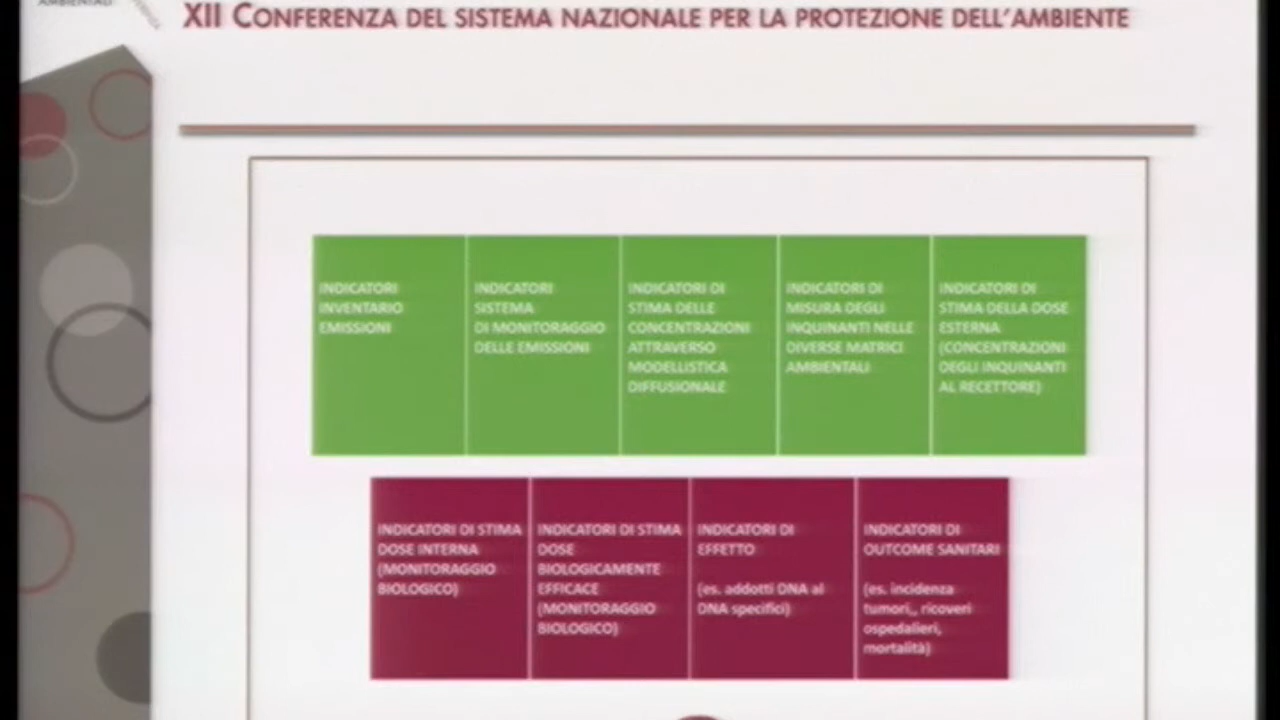 AMBIENTALI
XII CONFERENZA DEL SISTEMA NAZIONALE PER LA PROTEZIONE DELL'AMBIENTE
INDICATORI
INVENTARIO
EMISSIONI
INDICATORI
SISTEMA
DI MONITORAGGIO
DELLE EMISSIONI
INDICATORI DI
STIMA DELLE
CONCENTRAZIONI
ATTRAVERSO
MODELLISTICA
DIFFUSIONALE
INDICATORI DI
MISURA DEGLI
INQUINANTI NELLE
DIVERSE MATRICI
AMBIENTALI
INDICATORI DI
STIMA DELLA DOSE
ESTERNA
(CONCENTRAZIONI
DEGLI INQUINANTI
AL RECETTORE)
INDICATORI DI STIMA
DOSE INTERNA
(MONITORAGGIO
BIOLOGICO)
INDICATORI DI STIMA
DOSE
BIOLOGICAMENTE
EFFICACE
(MONITORAGGIO
BIOLOGICO)
INDICATORI DI
EFFETTO
(es. addotti DNA al
DNA specifici)
INDICATORI DI
OUTCOME SANITARI
(es. incidenza
tumori,, ricoveri
ospedalieri,
mortalità)